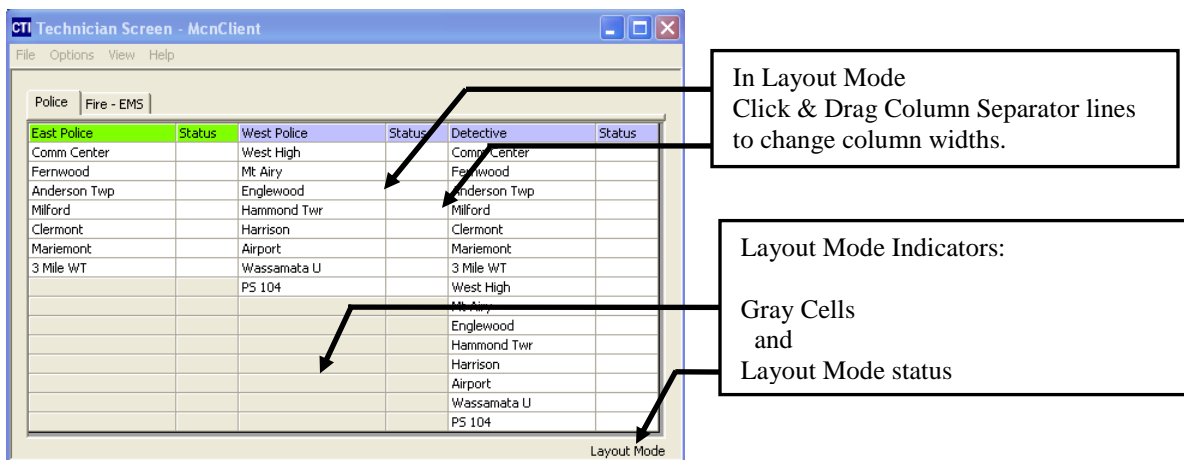 CTI Technician Screen - McnClient
File Options View Help
Police Fire - EMS
East Police Status West Police Status Detective Status
Comm Center West High Comm Center
Fernwood Mt Airy Fernwood
Anderson Twp Englewood Anderson Twp
Milford Hammond Twr Milford
Clermont Harrison Clermont
Mariemont Airport Mariemont
3 Mile WT Wassamata U 3 Mile WT
PS 104 West High
Mt Airy
Englewood
Hammond Twr
Harrison
Airport
Wassamata U
PS 104
Layout Mode
In Layout Mode
Click & Drag Column Separator lines
to change column widths.
Layout Mode Indicators:
Gray Cells
and
Layout Mode status